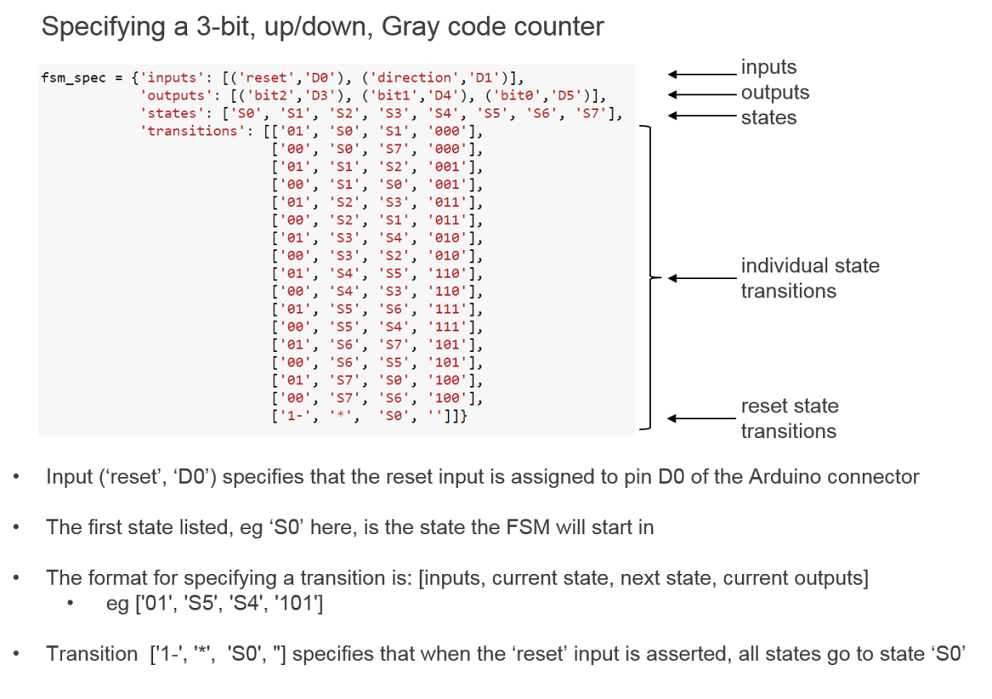 Specifying a 3-bit, up/down, Gray code counter
fsm_spec = {'inputs': [('reset','D0'), ('direction','D1')],
'outputs': [('bit2','D3'), ('bit1','D4'), ('bit0','D5')],
'states': ['S0', 'S1', 'S2', 'S3', 'S4', 'S5', 'S6', 'S7'],
'transitions': [['01', 'S0', 'S1', '000'],
['00', 'S0', 'S7', '000'],
['01', 'S1', 'S2', '001'],
['00', 'S1', 'S0', '001'],
['01', 'S2', 'S3', '011'],
['00', 'S2', 'S1', '011'],
['01', 'S3', 'S4', '010'],
['00', 'S3', 'S2', '010'],
['01', 'S4', 'S5', '110'],
['00', 'S4', 'S3', '110'],
['01', 'S5', 'S6', '111'],
['00', 'S5', 'S4', '111'],
['01', 'S6', 'S7', '101'],
['00', 'S6', 'S5', '101'],
['01', 'S7', 'S0', '100'],
['00', 'S7', 'S6', '100'],
['1-', '*', 'S0', '']]}
inputs
outputs
states
individual state
transitions
reset state
transitions
• Input (‘reset’, ‘D0’) specifies that the reset input is assigned to pin D0 of the Arduino connector
• The first state listed, eg ‘S0’ here, is the state the FSM will start in
• The format for specifying a transition is: [inputs, current state, next state, current outputs]
• eg ['01', 'S5', 'S4', '101']
• Transition ['1-', '*', 'S0', ''] specifies that when the ‘reset’ input is asserted, all states go to state ‘S0’